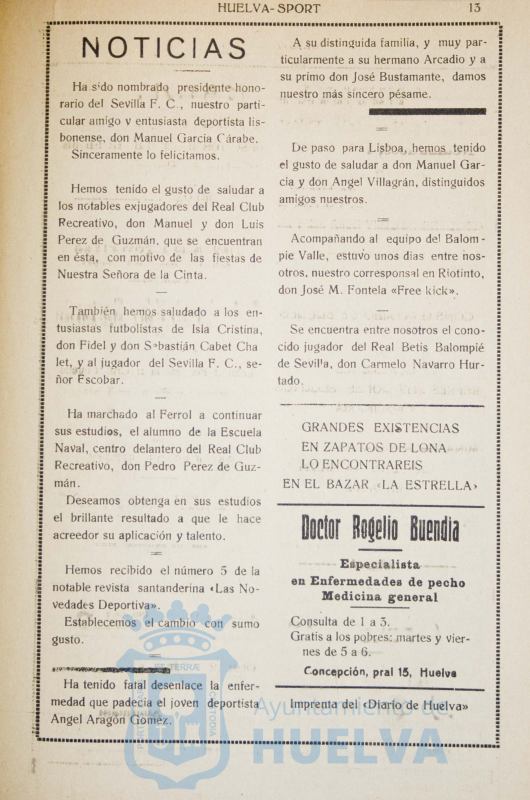 HUELVA-SPORT
13
NOTICIAS
Ha sido nombrado presidente hono-
rario del Sevilla F. C., nuestro parti-
cular amigo y entusiasta deportista lis-
bonense, don Manuel García Cárabe.
Sinceramente lo felicitamos.
Hemos tenido el gusto de saludar a
los notables exjugadores del Real Club
Recreativo, don Manuel y don Luis
Perez de Guzmán, que se encuentran
en ésta, con motivo de las fiestas de
Nuestra Señora de la Cinta.
También hemos saludado a los en-
tusiastas futbolistas de Isla Cristina,
don Fidel y don Sabastián Cabet Cha
let, y al jugador del Sevilla F. C., se-
ñor Escobar.
Ha marchado al Ferrol a continuar
sus estudios, el alumno de la Escuela
Naval, centro delantero del Real Club
Recreativo, don Pedro Perez de Guz-
mán.
Deseamos obtenga en sus estudios
el brillante resultado a que le hace
acreedor su aplicación y talento.
Hemos recibido el número 5 de la
notable revista santanderina «Las No-
vedades Deportiva».
Establecemos el cambio con sumo
gusto.
Ha tenido fatal desenlace la enfer-
medad que padecía el joven deportista
Angel Aragón Gómez.
A su distinguida familia, y muy par-
ticularmente a su hermano Arcadio y a
su primo don José Bustamante, damos
nuestro más sincero pésame.
De paso para Lisboa, hemos tenido
el gusto de saludar a don Manuel Gar-
cía y don Angel Villagrán, distinguidos
amigos nuestros.
Acompañando al equipo del Balom-
pie Valle, estuvo unos días entre nos-
otros, nuestro corresponsal en Riotinto,
don José M. Fontela «Free kick».
Se encuentra entre nosotros el cono-
cido jugador del Real Betis Balompié
de Sevilla, don Carmelo Navarro Hur-
tado.
GRANDES EXISTENCIAS
EN ZAPATOS DE LONA
LO ENCONTRAREIS
EN EL BAZAR «LA ESTRELLA»
Doctor Rogelio Buendia
Especialista
en Enfermedades de pecho
Medicina general
Consulta de 1 a 3.
Gratis a los pobres: martes y vier-
nes de 5 a 6.
Concepción, pral 15, Huelva
Imprenta del «Diario de Huelva»
Ayuntamiento de
HUELVA